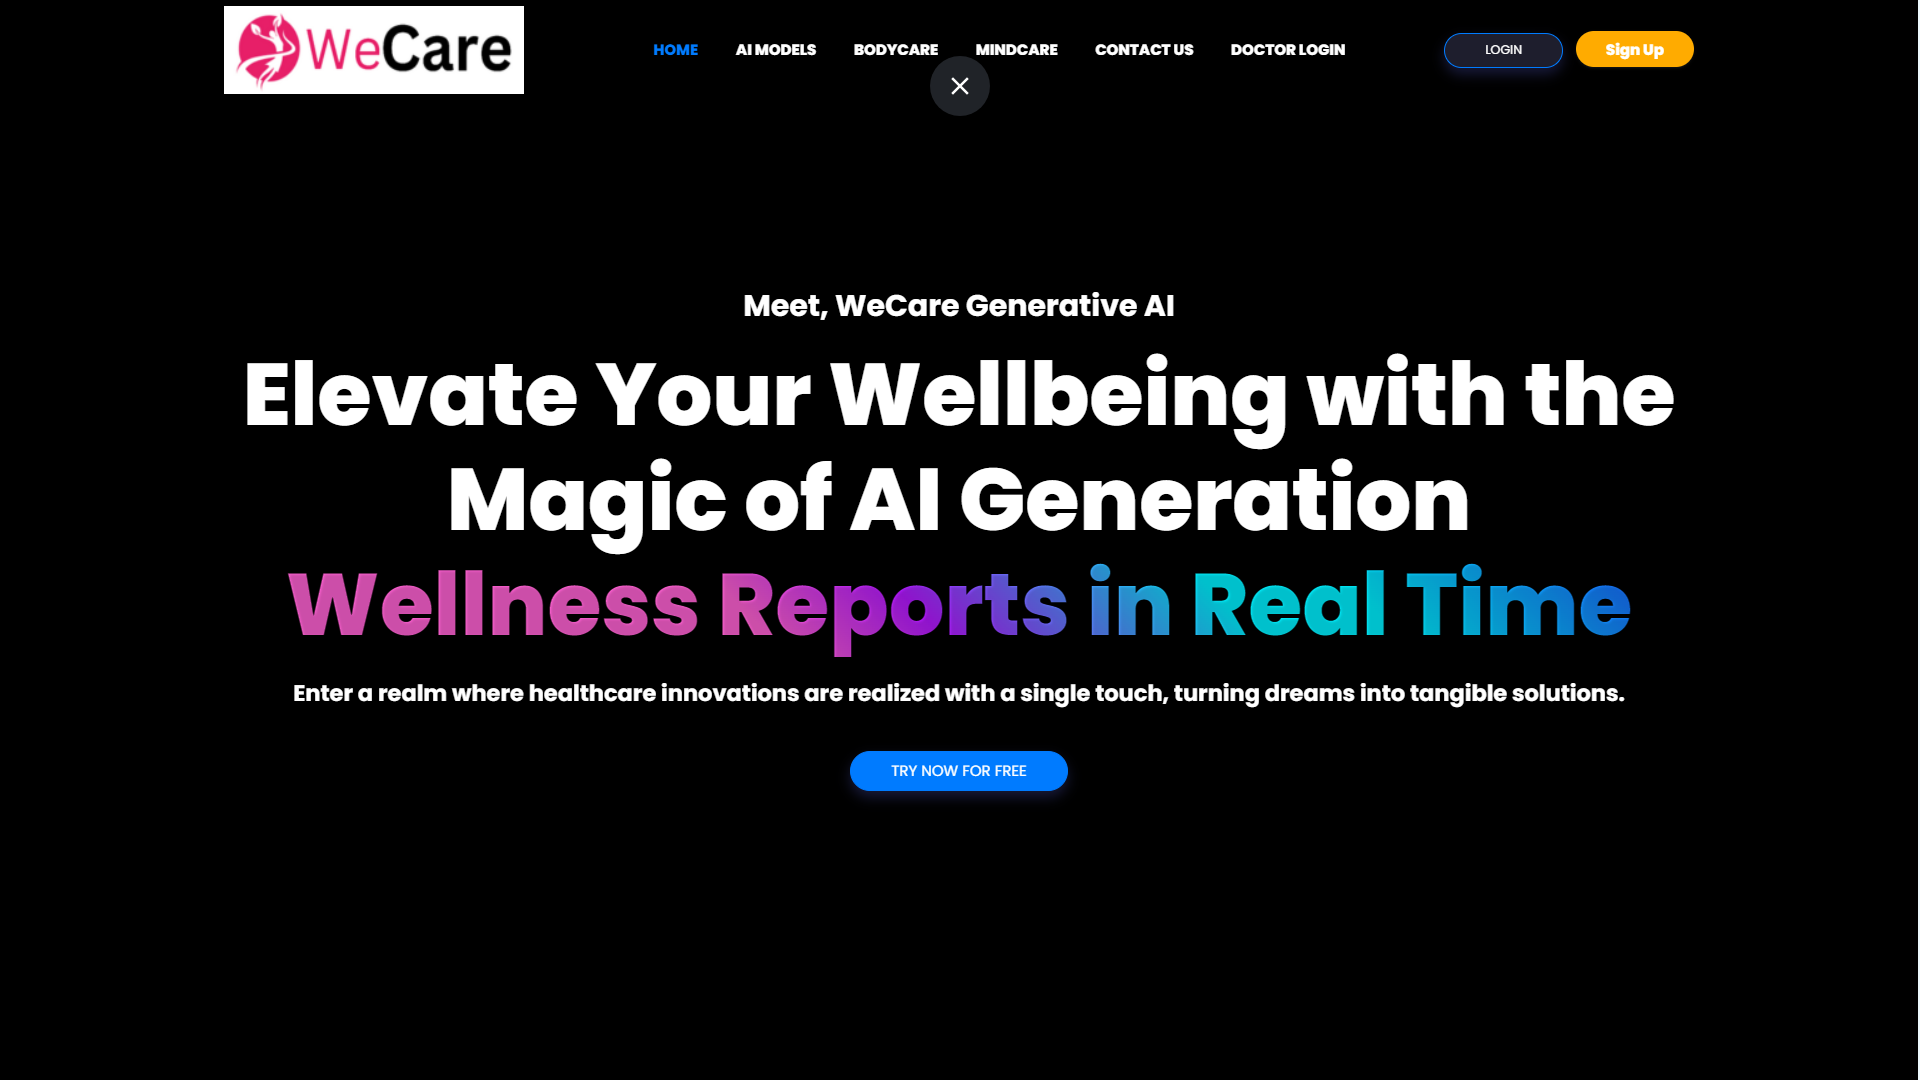 WeCare
HOME AI MODELS BODYCARE MINDCARE CONTACT US DOCTOR LOGIN
LOGIN
Sign Up
Meet, WeCare Generative AI
Elevate Your Wellbeing with the
Magic of AI Generation
Wellness Reports in Real Time
Enter a realm where healthcare innovations are realized with a single touch, turning dreams into tangible solutions.
TRY NOW FOR FREE